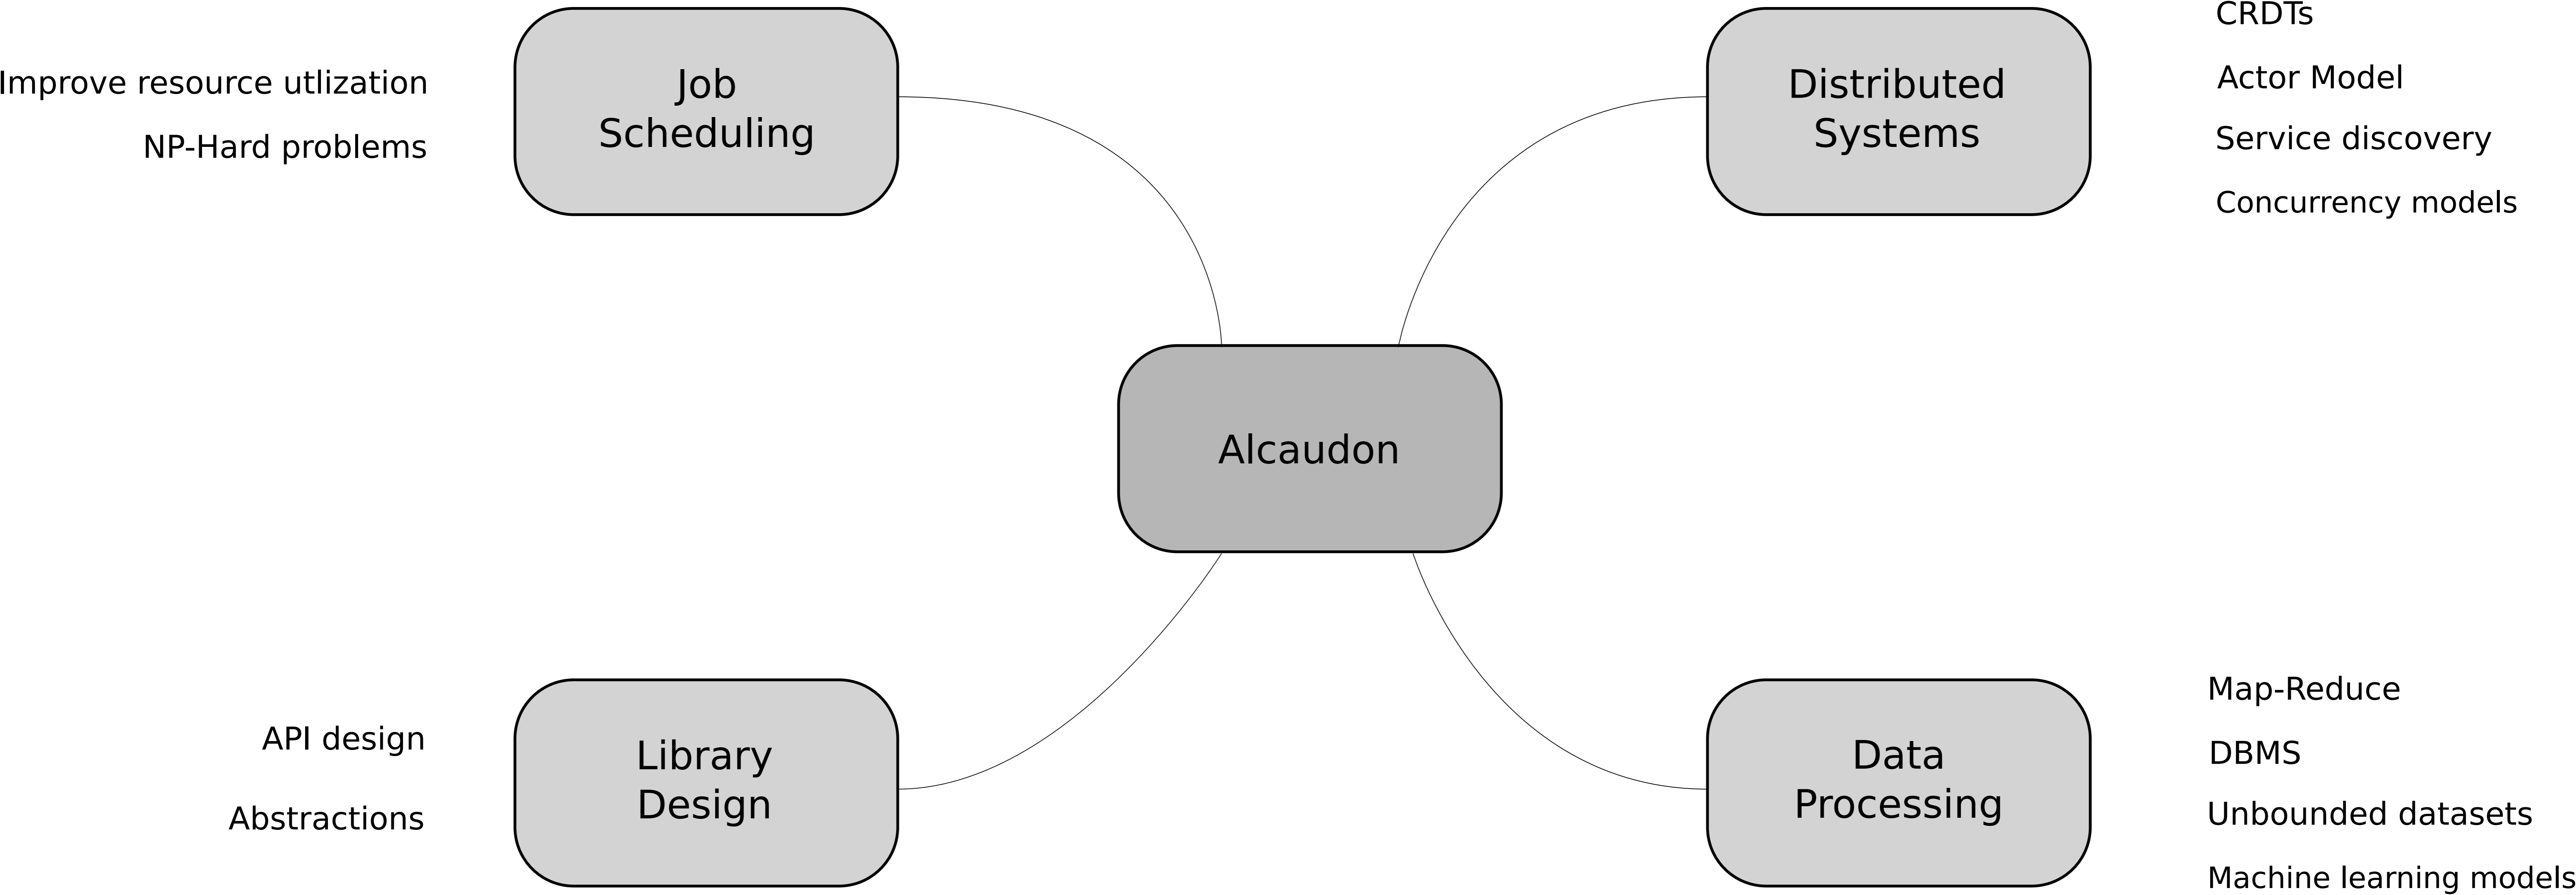 Improve resource utlization
NP-Hard problems
Job
Scheduling
Distributed
Systems
CRDTs
Actor Model
Service discovery
Concurrency models
Alcaudon
API design
Abstractions
Library
Design
Data
Processing
Map-Reduce
DBMS
Unbounded datasets
Machine learning models